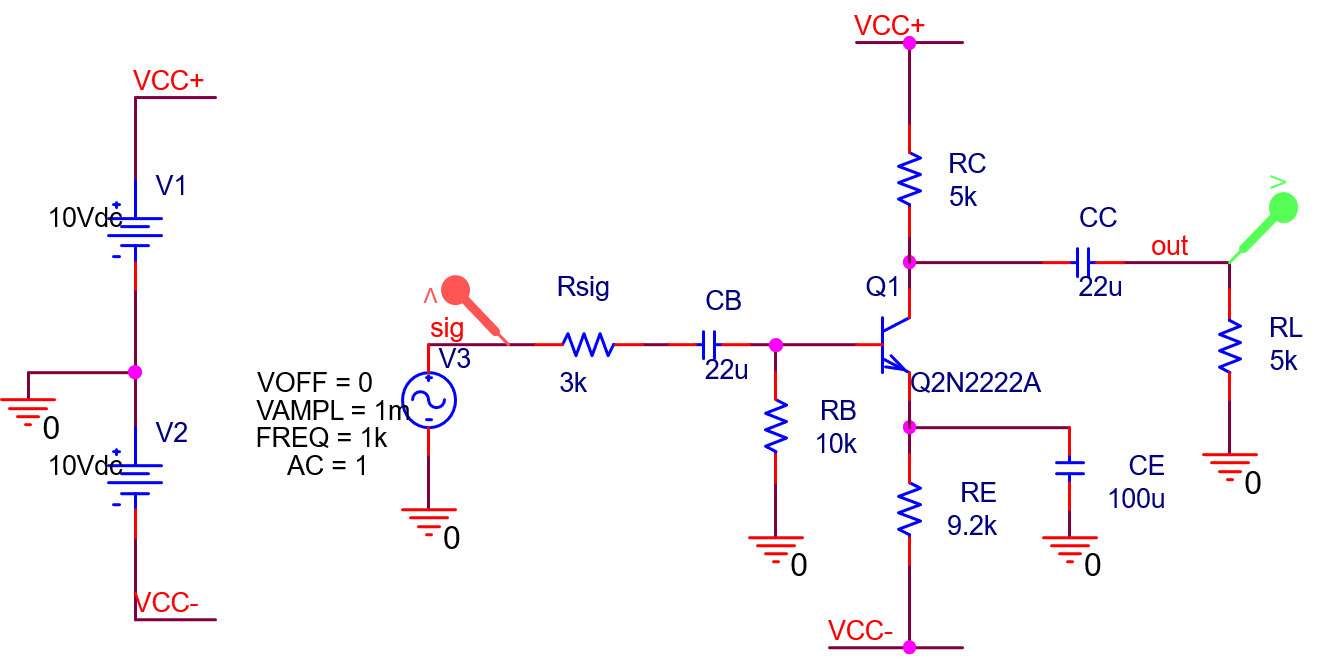 VCC+
V1
10Vdc
0
V2
10Vdc
VCC-
sig
V3
VOFF = 0
VAMPL = 1m
FREQ = 1k
AC = 1
0
Rsig
3k
CB
22u
RB
10k
0
VCC+
RC
5k
Q1
Q2N2222A
RE
9.2k
VCC-
CE
100u
0
CC
22u
out
RL
5k
0